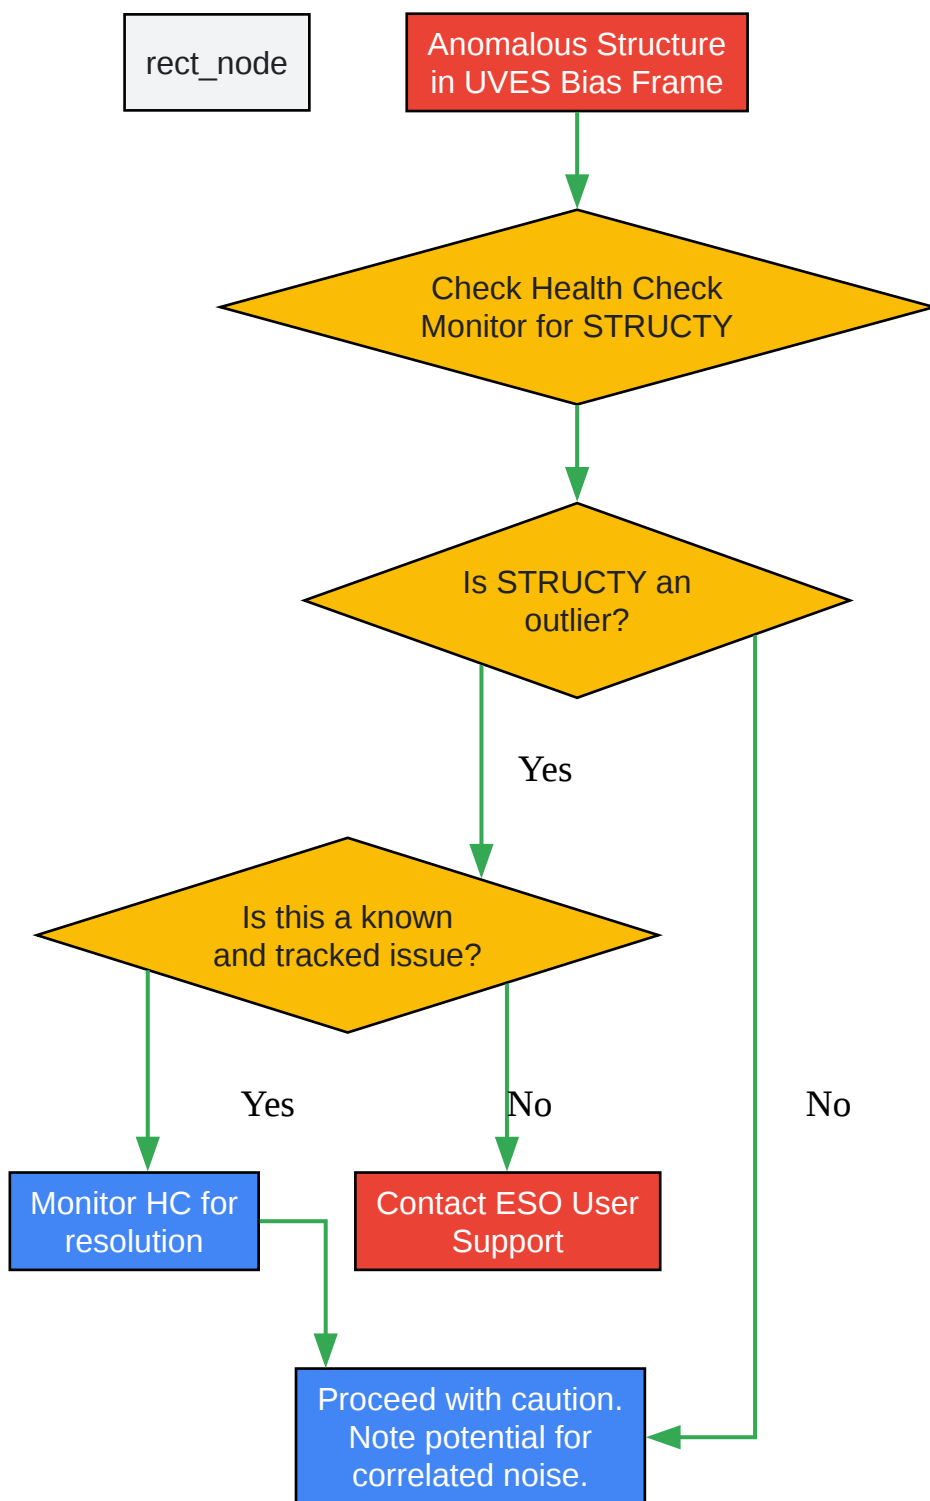 rect_node
Anomalous Structure
in UVES Bias Frame
Check Health Check
Monitor for STRUCTY
Is STRUCTY an
outlier?
Yes
Is this a known
and tracked issue?
Yes
No
No
Monitor HC for
resolution
Contact ESO User
Support
Proceed with caution.
Note potential for
correlated noise.